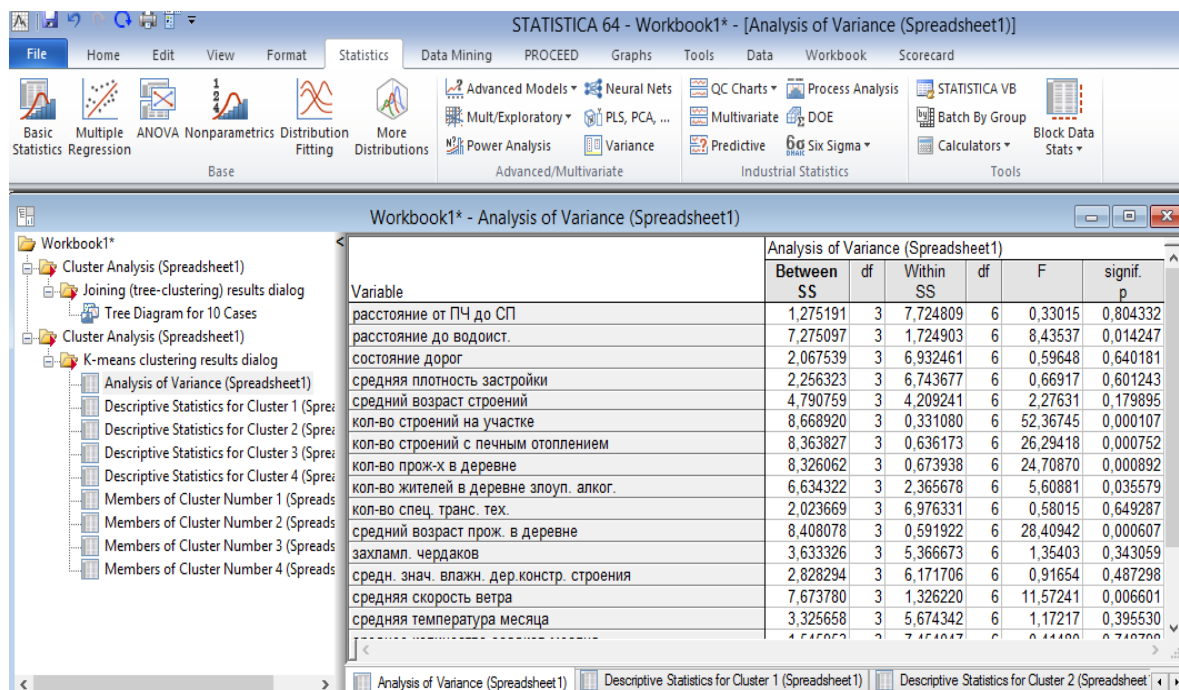 STATISTICA 64 - Workbook1* - [Analysis of Variance (Spreadsheet1)]
File Home Edit View Format Statistics Data Mining PROCEED Graphs Tools Data Workbook Scorecard
Basic Statistics
Multiple Regression
ANOVA
Nonparametrics
Distribution Fitting
More Distributions
Base
Advanced Models
Mult/Exploratory
Power Analysis
Neural Nets
PLS, PCA, ...
Variance
Advanced/Multivariate
QC Charts
Multivariate
Predictive
Process Analysis
DOE
Six Sigma
Industrial Statistics
STATISTICA VB
Batch By Group
Calculators
Block Data Stats
Tools
Workbook1* - Analysis of Variance (Spreadsheet1)
Workbook1*
Cluster Analysis (Spreadsheet1)
Joining (tree-clustering) results dialog
Tree Diagram for 10 Cases
Cluster Analysis (Spreadsheet1)
K-means clustering results dialog
Analysis of Variance (Spreadsheet1)
Descriptive Statistics for Cluster 1 (Sprea
Descriptive Statistics for Cluster 2 (Sprea
Descriptive Statistics for Cluster 3 (Sprea
Descriptive Statistics for Cluster 4 (Sprea
Members of Cluster Number 1 (Spreads
Members of Cluster Number 2 (Spreads
Members of Cluster Number 3 (Spreads
Members of Cluster Number 4 (Spreads
Analysis of Variance (Spreadsheet1)
Variable Between SS df Within SS df F signif. p
расстояние от ПЧ до СП 1,275191 3 7,724809 6 0,33015 0,804332
расстояние до водоист. 7,275097 3 1,724903 6 8,43537 0,014247
состояние дорог 2,067539 3 6,932461 6 0,59648 0,640181
средняя плотность застройки 2,256323 3 6,743677 6 0,66917 0,601243
средний возраст строений 4,790759 3 4,209241 6 2,27631 0,179895
кол-во строений на участке 8,668920 3 0,331080 6 52,36745 0,000107
кол-во строений с печным отоплением 8,363827 3 0,636173 6 26,29418 0,000752
кол-во прож-х в деревне 8,326062 3 0,673938 6 24,70870 0,000892
кол-во жителей в деревне злоуп. алког. 6,634322 3 2,365678 6 5,60881 0,035579
кол-во спец. транс. тех. 2,023669 3 6,976331 6 0,58015 0,649287
средний возраст прож. в деревне 8,408078 3 0,591922 6 28,40942 0,000607
захламл. чердаков 3,633326 3 5,366673 6 1,35403 0,343059
средн. знач. влажн. дер.констр. строения 2,828294 3 6,171706 6 0,91654 0,487298
средняя скорость ветра 7,673780 3 1,326220 6 11,57241 0,006601
средняя температура месяца 3,325658 3 5,674342 6 1,17217 0,395530
Analysis of Variance (Spreadsheet1) Descriptive Statistics for Cluster 1 (Spreadsheet1) Descriptive Statistics for Cluster 2 (Spreadsheet